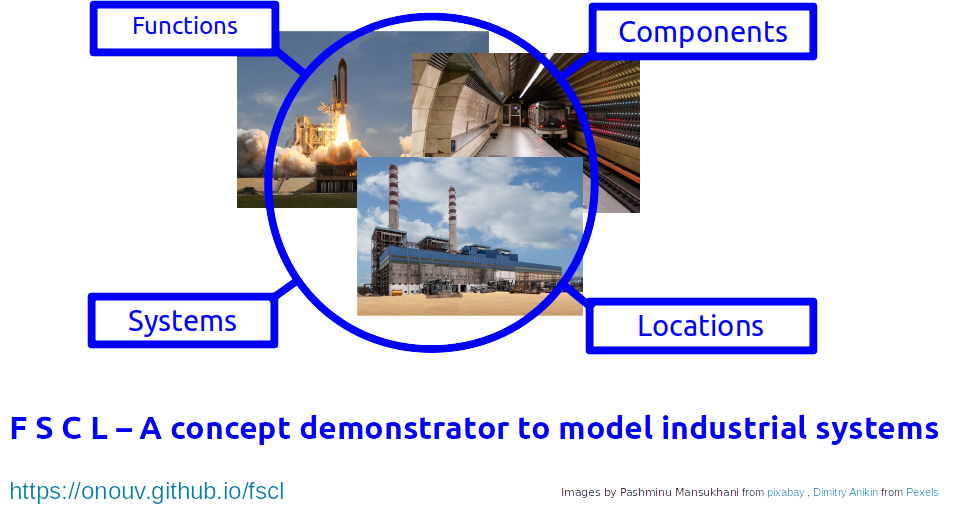 Functions
Components
Systems
Locations
F S C L – A concept demonstrator to model industrial systems
https://onouv.github.io/fscl
Images by Pashminu Mansukhani from pixabay , Dimitry Anikin from Pexels